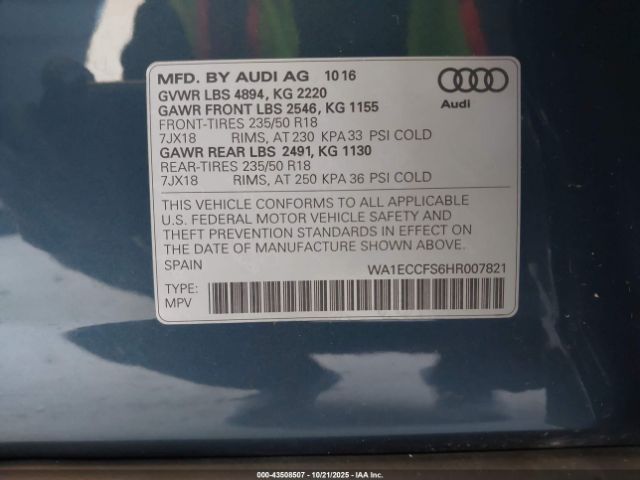 MFD. BY AUDI AG 10 16
GVWR LBS 4894, KG 2220
GAWR FRONT LBS 2546, KG 1155
FRONT-TIRES 235/50 R18
7JX18 RIMS, AT 230 KPA 33 PSI COLD
GAWR REAR LBS 2491, KG 1130
REAR-TIRES 235/50 R18
7JX18 RIMS, AT 250 KPA 36 PSI COLD
Audi
THIS VEHICLE CONFORMS TO ALL APPLICABLE
U.S. FEDERAL MOTOR VEHICLE SAFETY AND
THEFT PREVENTION STANDARDS IN EFFECT ON
THE DATE OF MANUFACTURE SHOWN ABOVE.
SPAIN WA1ECCFS6HR007821
TYPE:
MPV
000-43508507 - 10/21/2025 - IAAI.com